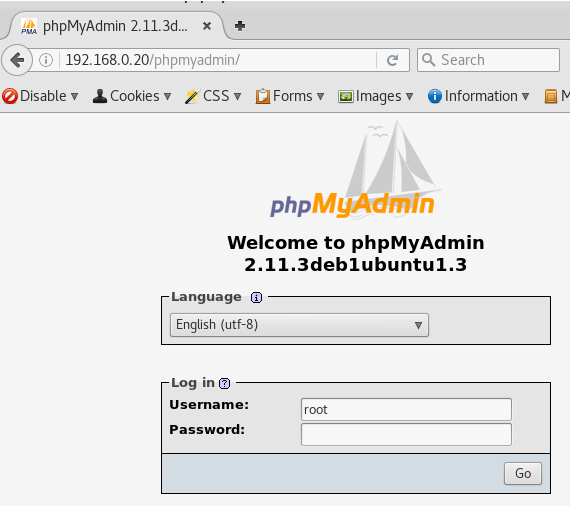 phpMyAdmin 2.11.3d...
192.168.0.20/phpmyadmin/
Search
Disable Cookies CSS Forms Images Information M
phpMyAdmin
Welcome to phpMyAdmin
2.11.3deb1ubuntu1.3
Language
English (utf-8)
Log in
Username: root
Password:
Go